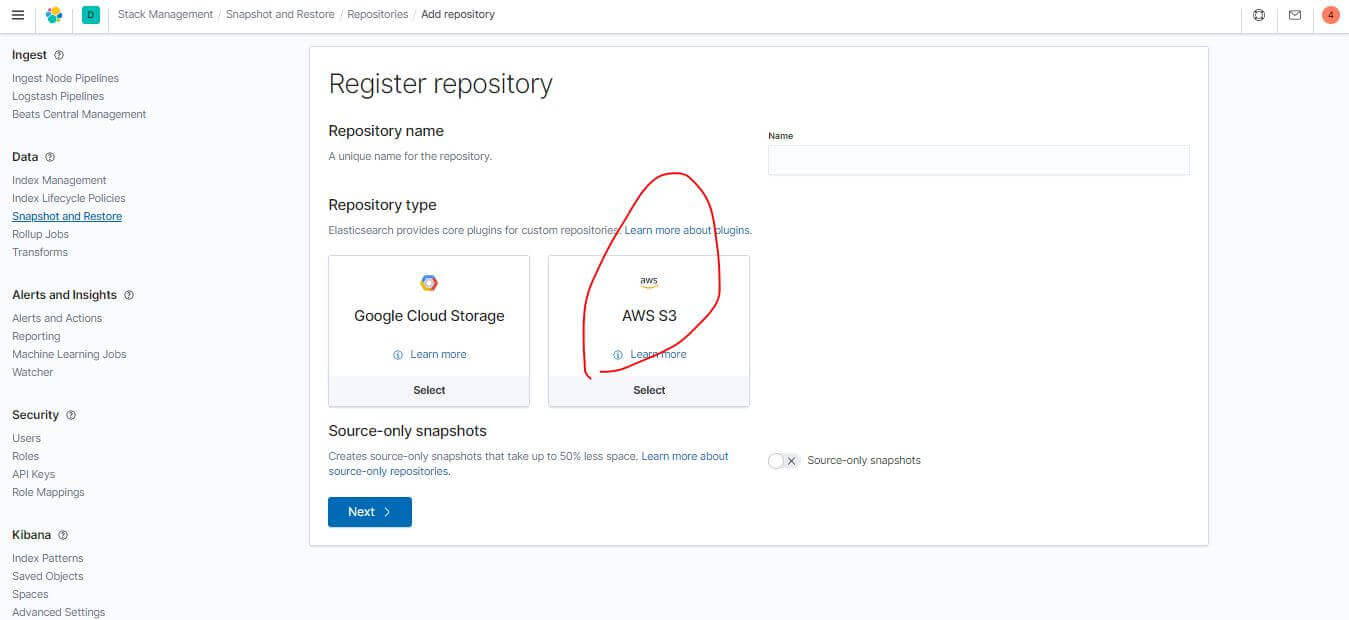 D
Stack Management / Snapshot and Restore / Repositories / Add repository
4
Ingest
Ingest Node Pipelines
Logstash Pipelines
Beats Central Management
Data
Index Management
Index Lifecycle Policies
Snapshot and Restore
Rollup Jobs
Transforms
Alerts and Insights
Alerts and Actions
Reporting
Machine Learning Jobs
Watcher
Security
Users
Roles
API Keys
Role Mappings
Kibana
Index Patterns
Saved Objects
Spaces
Advanced Settings
Register repository
Repository name
A unique name for the repository.
Name
Repository type
Elasticsearch provides core plugins for custom repositories. Learn more about plugins.
Google Cloud Storage
Learn more
Select
aws
AWS S3
Learn more
Select
Source-only snapshots
Creates source-only snapshots that take up to 50% less space. Learn more about
source-only repositories.
Source-only snapshots
Next